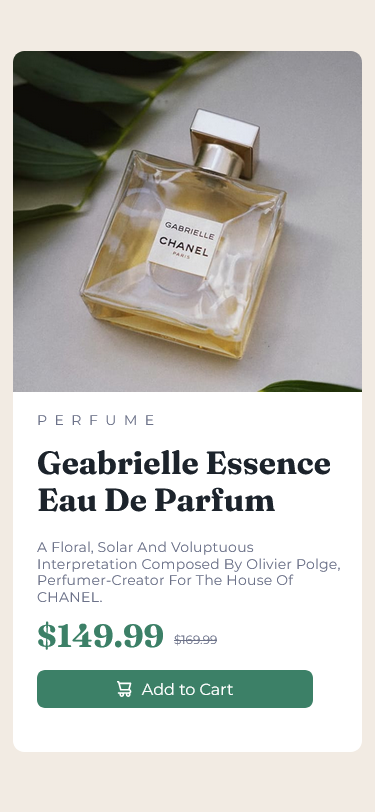 GABRIELLE
CHANEL
PARIS
PERFUME
Geabrielle Essence
Eau De Parfum
A Floral, Solar And Voluptuous
Interpretation Composed By Olivier Polge,
Perfumer-Creator For The House Of
CHANEL.
$149.99 $169.99
Add to Cart